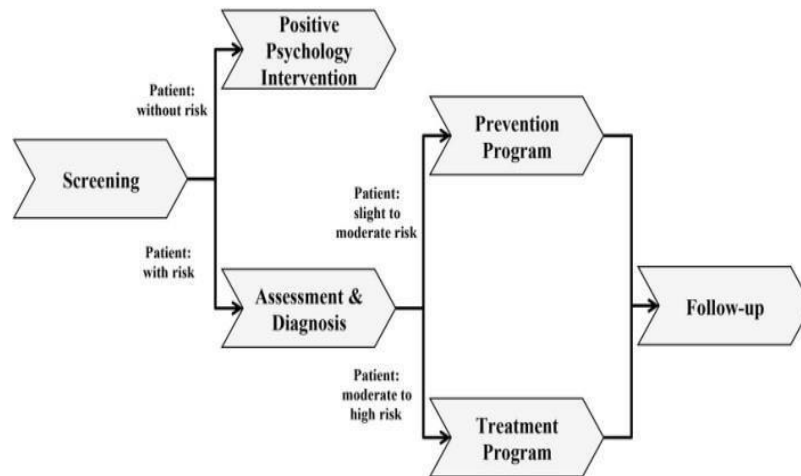 Positive
Psychology
Intervention
Patient:
without risk
Screening
Patient:
with risk
Assessment &
Diagnosis
Patient:
slight to
moderate risk
Prevention
Program
Patient:
moderate to
high risk
Treatment
Program
Follow-up